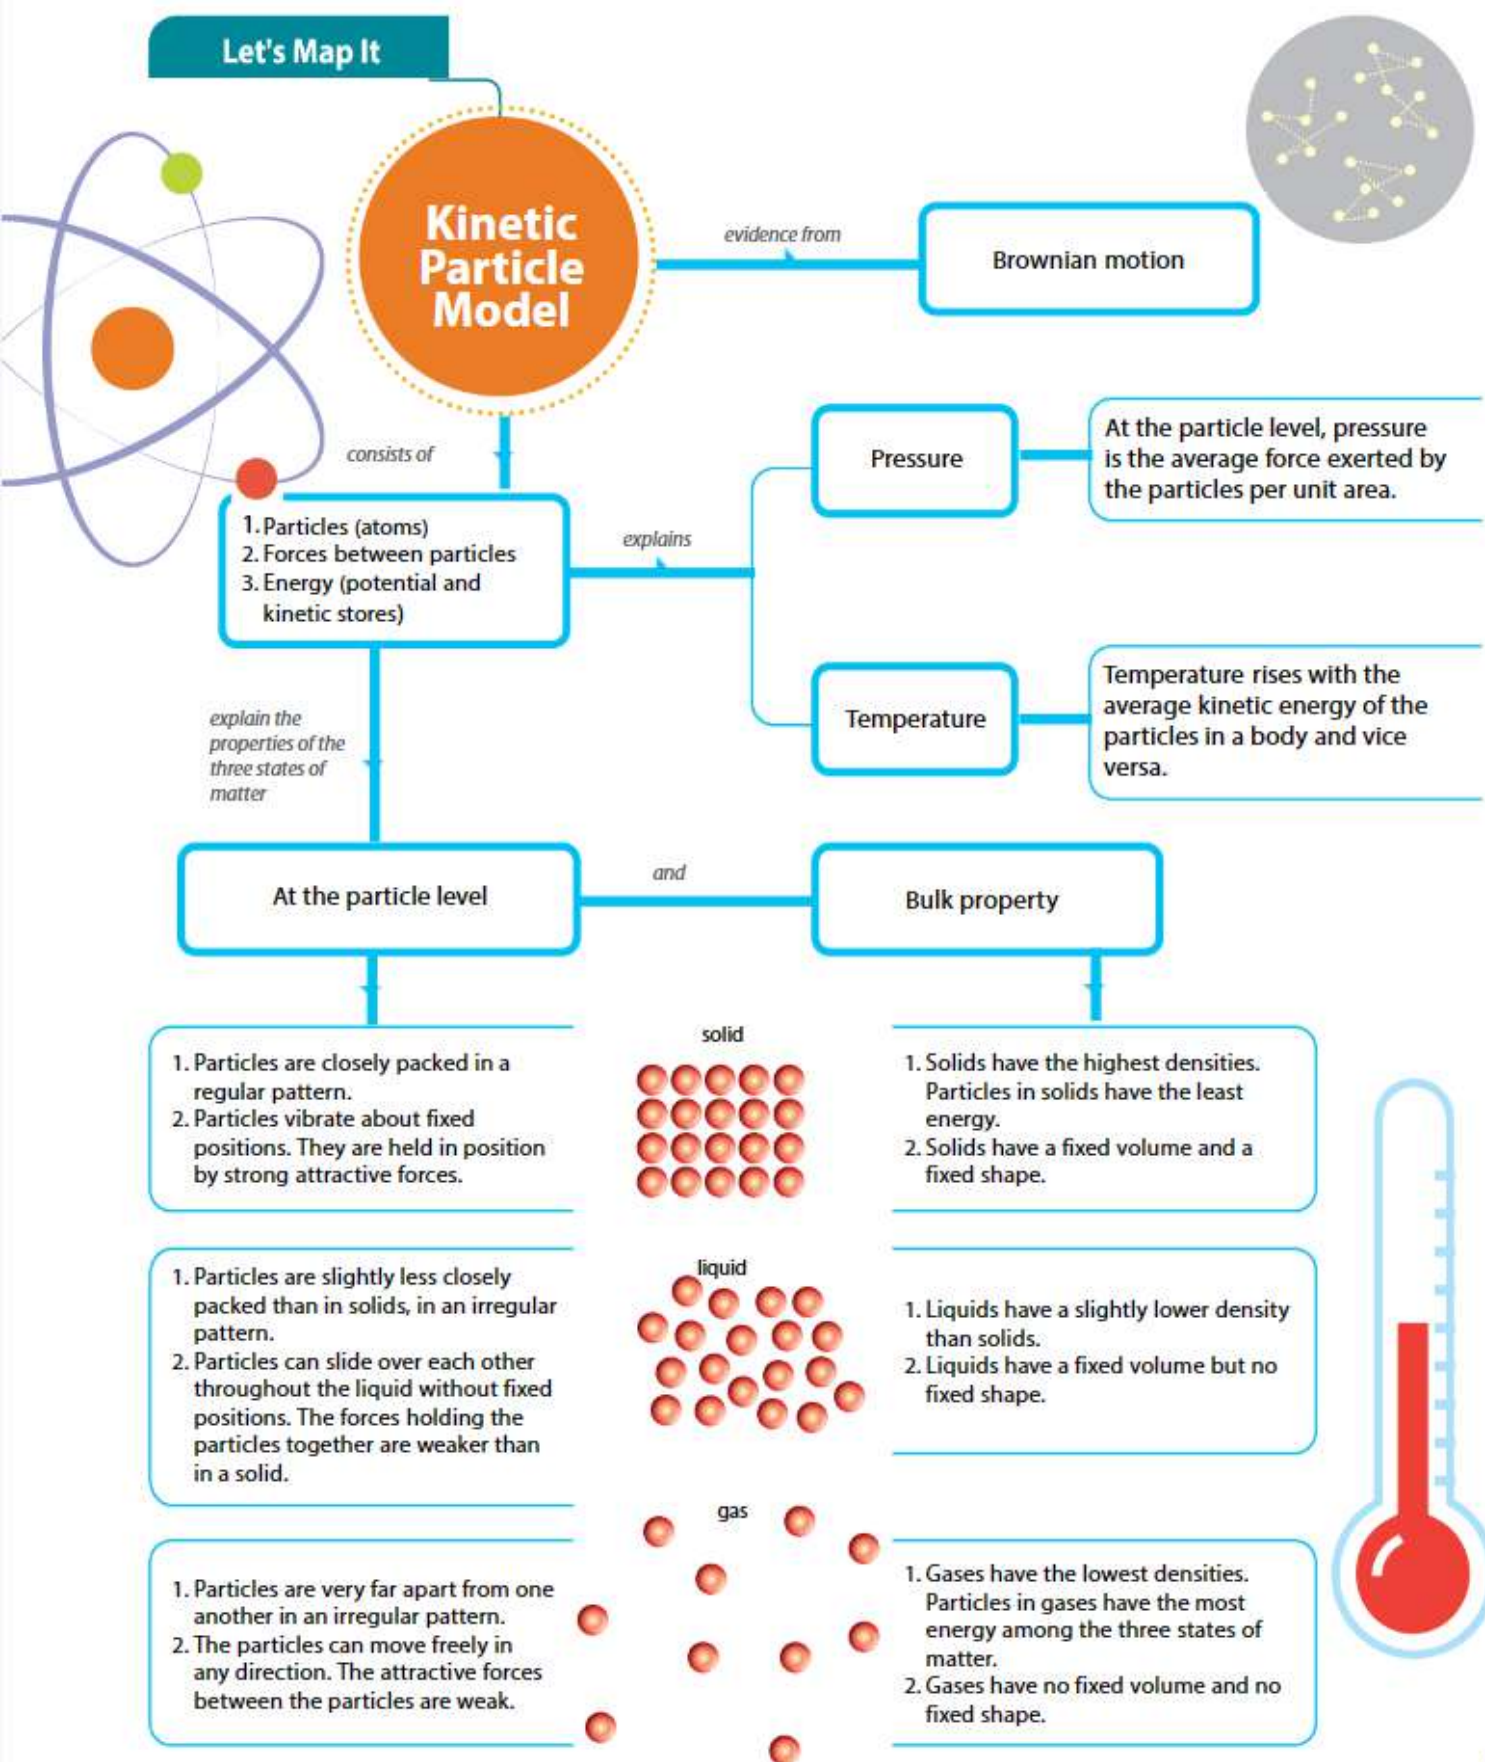 Let's Map It
Kinetic
Particle
Model
evidence from
Brownian motion
consists of
1. Particles (atoms)
2. Forces between particles
3. Energy (potential and
kinetic stores)
explains
Pressure
At the particle level, pressure
is the average force exerted by
the particles per unit area.
Temperature
Temperature rises with the
average kinetic energy of the
particles in a body and vice
versa.
explain the
properties of the
three states of
matter
At the particle level
and
Bulk property
1. Particles are closely packed in a
regular pattern.
2. Particles vibrate about fixed
positions. They are held in position
by strong attractive forces.
solid
1. Solids have the highest densities.
Particles in solids have the least
energy.
2. Solids have a fixed volume and a
fixed shape.
1. Particles are slightly less closely
packed than in solids, in an irregular
pattern.
2. Particles can slide over each other
throughout the liquid without fixed
positions. The forces holding the
particles together are weaker than
in a solid.
liquid
1. Liquids have a slightly lower density
than solids.
2. Liquids have a fixed volume but no
fixed shape.
1. Particles are very far apart from one
another in an irregular pattern.
2. The particles can move freely in
any direction. The attractive forces
between the particles are weak.
gas
1. Gases have the lowest densities.
Particles in gases have the most
energy among the three states of
matter.
2. Gases have no fixed volume and no
fixed shape.